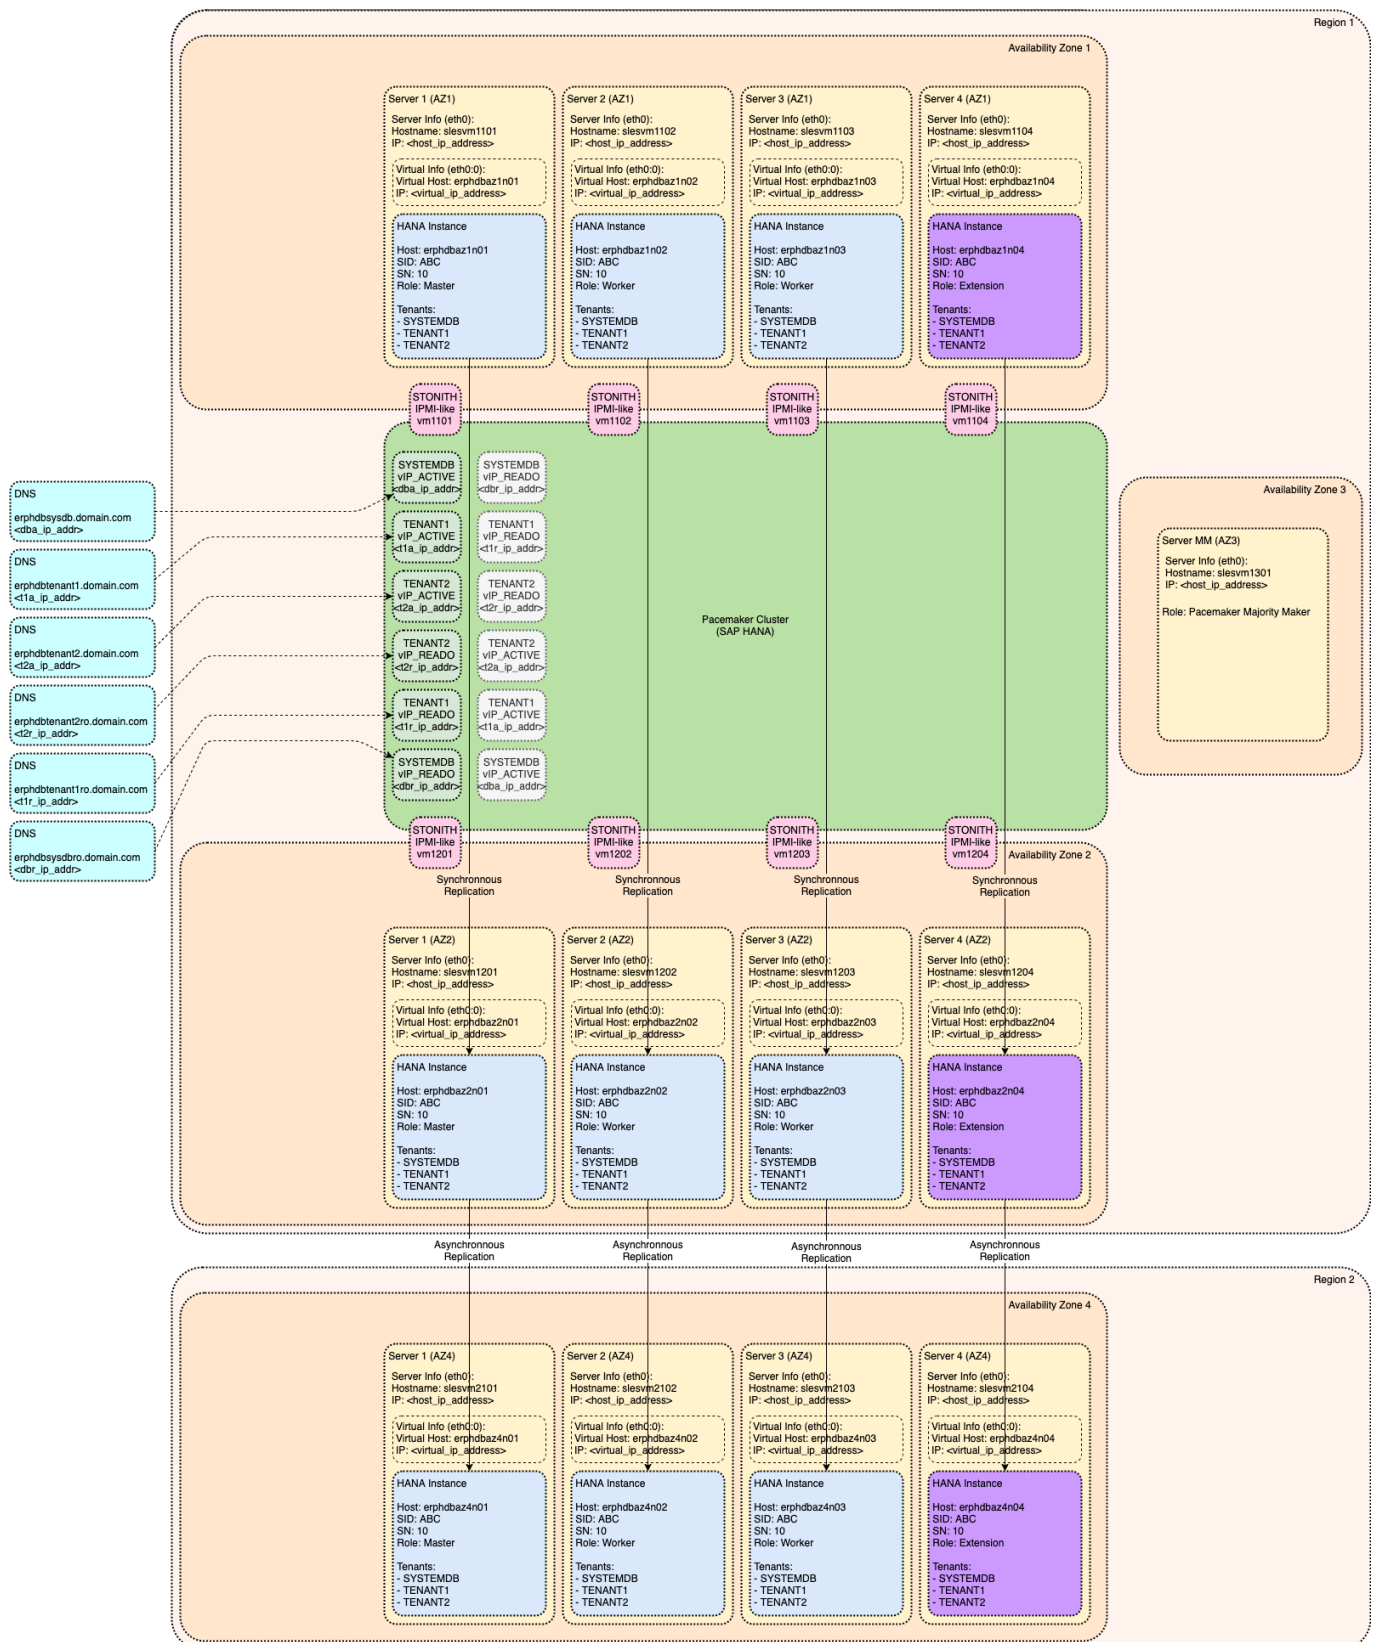 Region 1
Availability Zone 1
Server 1 (AZ1)
Server Info (eth0):
Hostname: slesvm1101
IP: <host_ip_address>
Virtual Info (eth0:0):
Virtual Host: erphdbaz1n01
IP: <virtual_ip_address>
HANA Instance
Host: erphdbaz1n01
SID: ABC
SN: 10
Role: Master
Tenants:
- SYSTEMDB
- TENANT1
- TENANT2
Server 2 (AZ1)
Server Info (eth0):
Hostname: slesvm1102
IP: <host_ip_address>
Virtual Info (eth0:0):
Virtual Host: erphdbaz1n02
IP: <virtual_ip_address>
HANA Instance
Host: erphdbaz1n02
SID: ABC
SN: 10
Role: Worker
Tenants:
- SYSTEMDB
- TENANT1
- TENANT2
Server 3 (AZ1)
Server Info (eth0):
Hostname: slesvm1103
IP: <host_ip_address>
Virtual Info (eth0:0):
Virtual Host: erphdbaz1n03
IP: <virtual_ip_address>
HANA Instance
Host: erphdbaz1n03
SID: ABC
SN: 10
Role: Worker
Tenants:
- SYSTEMDB
- TENANT1
- TENANT2
Server 4 (AZ1)
Server Info (eth0):
Hostname: slesvm1104
IP: <host_ip_address>
Virtual Info (eth0:0):
Virtual Host: erphdbaz1n04
IP: <virtual_ip_address>
HANA Instance
Host: erphdbaz1n04
SID: ABC
SN: 10
Role: Extension
Tenants:
- SYSTEMDB
- TENANT1
- TENANT2
STONITH
IPMI-like
vm1101
STONITH
IPMI-like
vm1102
STONITH
IPMI-like
vm1103
STONITH
IPMI-like
vm1104
DNS
erphdbsysdb.domain.com
<dba_ip_addr>
DNS
erphdbtenant1.domain.com
<t1a_ip_addr>
DNS
erphdbtenant2.domain.com
<t2a_ip_addr>
DNS
erphdbtenant2ro.domain.com
<t2r_ip_addr>
DNS
erphdbtenant1ro.domain.com
<t1r_ip_addr>
DNS
erphdbsysdbro.domain.com
<dbr_ip_addr>
SYSTEMDB
vIP_ACTIVE
<dba_ip_addr>
SYSTEMDB
vIP_READO
<dbr_ip_addr>
TENANT1
vIP_ACTIVE
<t1a_ip_addr>
TENANT1
vIP_READO
<t1r_ip_addr>
TENANT2
vIP_ACTIVE
<t2a_ip_addr>
TENANT2
vIP_READO
<t2r_ip_addr>
TENANT2
vIP_READO
<t2r_ip_addr>
TENANT2
vIP_ACTIVE
<t2a_ip_addr>
TENANT1
vIP_READO
<t1r_ip_addr>
TENANT1
vIP_ACTIVE
<t1a_ip_addr>
SYSTEMDB
vIP_READO
<dbr_ip_addr>
SYSTEMDB
vIP_ACTIVE
<dba_ip_addr>
Pacemaker Cluster
(SAP HANA)
Availability Zone 3
Server MM (AZ3)
Server Info (eth0):
Hostname: slesvm1301
IP: <host_ip_address>
Role: Pacemaker Majority Maker
STONITH
IPMI-like
vm1201
STONITH
IPMI-like
vm1202
STONITH
IPMI-like
vm1203
STONITH
IPMI-like
vm1204
Availability Zone 2
Synchronnous
Replication
Synchronnous
Replication
Synchronnous
Replication
Synchronnous
Replication
Server 1 (AZ2)
Server Info (eth0):
Hostname: slesvm1201
IP: <host_ip_address>
Virtual Info (eth0:0):
Virtual Host: erphdbaz2n01
IP: <virtual_ip_address>
HANA Instance
Host: erphdbaz2n01
SID: ABC
SN: 10
Role: Master
Tenants:
- SYSTEMDB
- TENANT1
- TENANT2
Server 2 (AZ2)
Server Info (eth0):
Hostname: slesvm1202
IP: <host_ip_address>
Virtual Info (eth0:0):
Virtual Host: erphdbaz2n02
IP: <virtual_ip_address>
HANA Instance
Host: erphdbaz2n02
SID: ABC
SN: 10
Role: Worker
Tenants:
- SYSTEMDB
- TENANT1
- TENANT2
Server 3 (AZ2)
Server Info (eth0):
Hostname: slesvm1203
IP: <host_ip_address>
Virtual Info (eth0:0):
Virtual Host: erphdbaz2n03
IP: <virtual_ip_address>
HANA Instance
Host: erphdbaz2n03
SID: ABC
SN: 10
Role: Worker
Tenants:
- SYSTEMDB
- TENANT1
- TENANT2
Server 4 (AZ2)
Server Info (eth0):
Hostname: slesvm1204
IP: <host_ip_address>
Virtual Info (eth0:0):
Virtual Host: erphdbaz2n04
IP: <virtual_ip_address>
HANA Instance
Host: erphdbaz2n04
SID: ABC
SN: 10
Role: Extension
Tenants:
- SYSTEMDB
- TENANT1
- TENANT2
Asynchronnous
Replication
Asynchronnous
Replication
Asynchronnous
Replication
Asynchronnous
Replication
Region 2
Availability Zone 4
Server 1 (AZ4)
Server Info (eth0):
Hostname: slesvm2101
IP: <host_ip_address>
Virtual Info (eth0:0):
Virtual Host: erphdbaz4n01
IP: <virtual_ip_address>
HANA Instance
Host: erphdbaz4n01
SID: ABC
SN: 10
Role: Master
Tenants:
- SYSTEMDB
- TENANT1
- TENANT2
Server 2 (AZ4)
Server Info (eth0):
Hostname: slesvm2102
IP: <host_ip_address>
Virtual Info (eth0:0):
Virtual Host: erphdbaz4n02
IP: <virtual_ip_address>
HANA Instance
Host: erphdbaz4n02
SID: ABC
SN: 10
Role: Worker
Tenants:
- SYSTEMDB
- TENANT1
- TENANT2
Server 3 (AZ4)
Server Info (eth0):
Hostname: slesvm2103
IP: <host_ip_address>
Virtual Info (eth0:0):
Virtual Host: erphdbaz4n03
IP: <virtual_ip_address>
HANA Instance
Host: erphdbaz4n03
SID: ABC
SN: 10
Role: Worker
Tenants:
- SYSTEMDB
- TENANT1
- TENANT2
Server 4 (AZ4)
Server Info (eth0):
Hostname: slesvm2104
IP: <host_ip_address>
Virtual Info (eth0:0):
Virtual Host: erphdbaz4n04
IP: <virtual_ip_address>
HANA Instance
Host: erphdbaz4n04
SID: ABC
SN: 10
Role: Extension
Tenants:
- SYSTEMDB
- TENANT1
- TENANT2